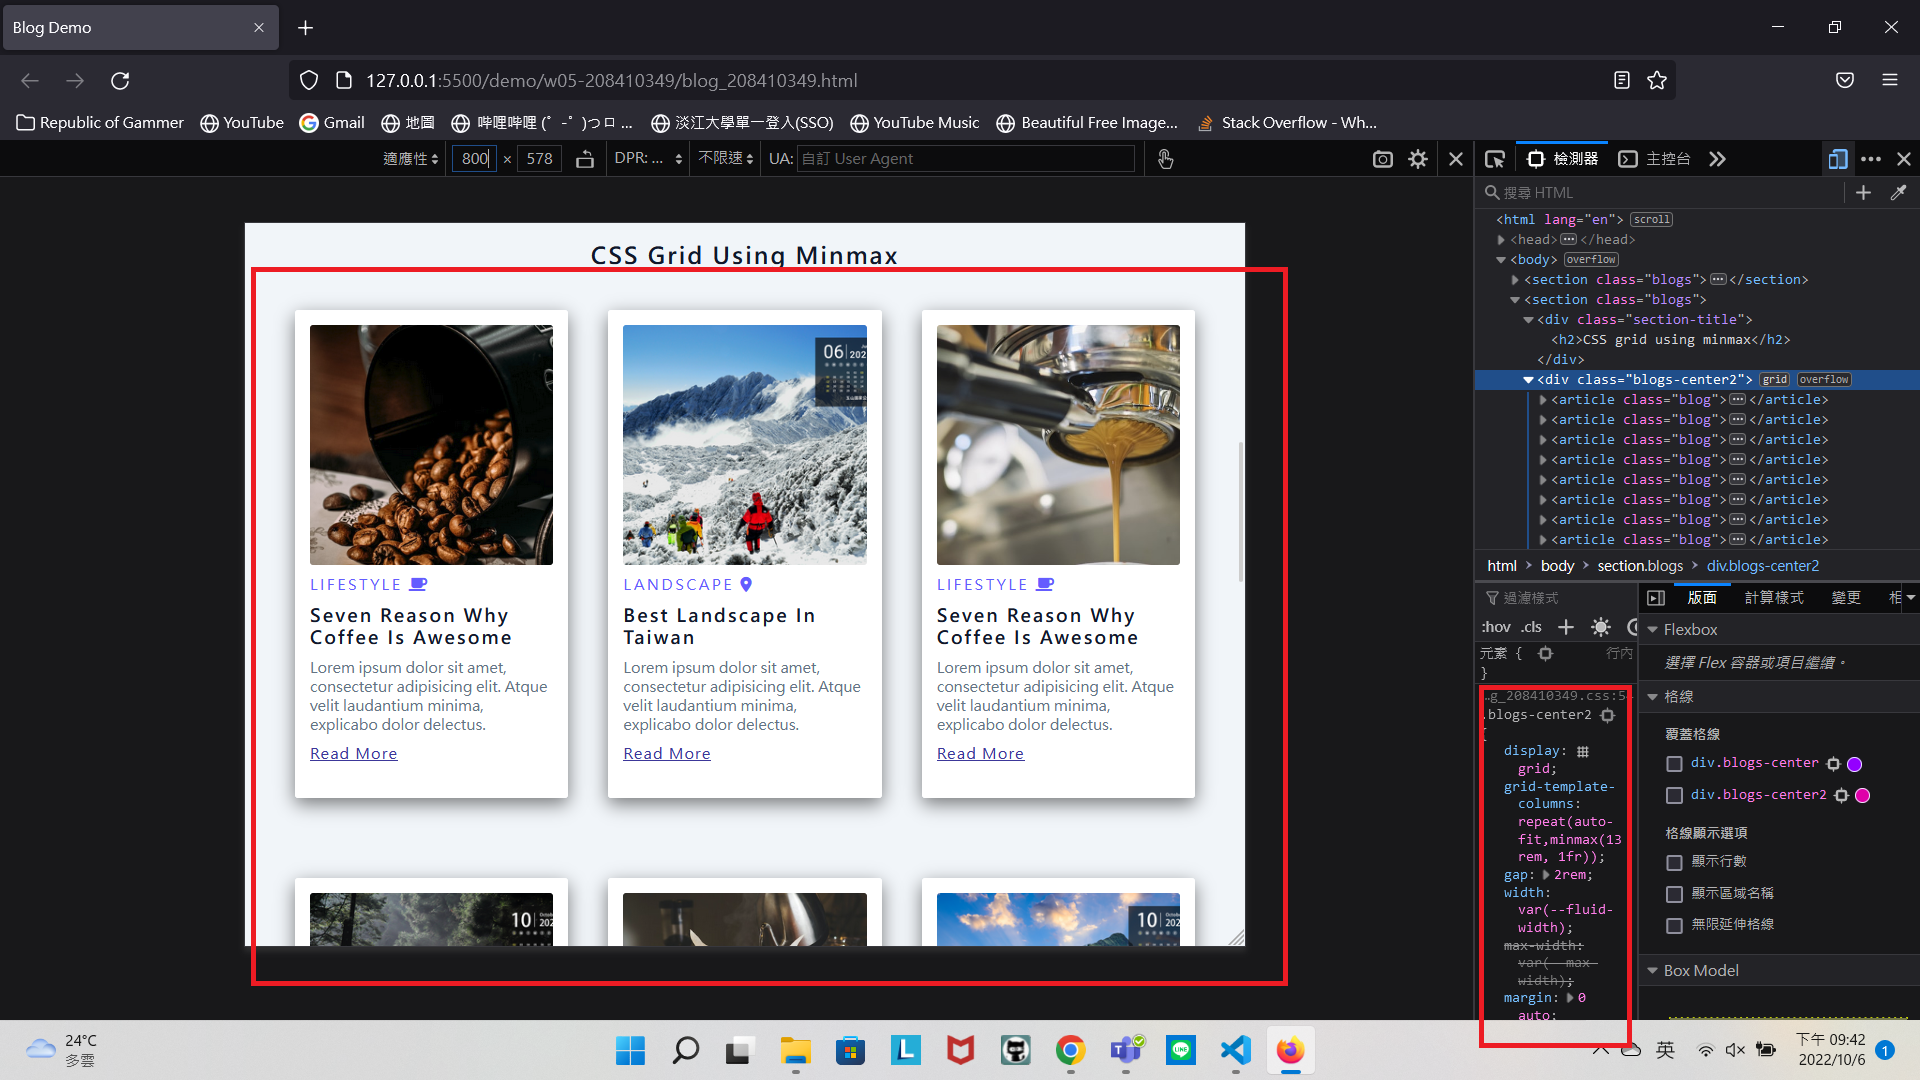 Blog Demo
127.0.0.1:5500/demo/w05-208410349/blog_208410349.html
Republic of Gammer
YouTube
Gmail
地圖
哔哩哔哩 (゜-゜)つロ ...
淡江大學單一登入(SSO)
YouTube Music
Beautiful Free Image...
Stack Overflow - Wh...
適應性
800
×
578
DPR: ...
不限速
UA:
自訂 User Agent
檢測器
主控台
搜尋 HTML
<html lang="en"> scroll
<head> ... </head>
<body> overflow
<section class="blogs"> ... </section>
<section class="blogs">
<div class="section-title">
<h2>CSS grid using minmax</h2>
</div>
<div class="blogs-center2"> grid overflow
<article class="blog"> ... </article>
<article class="blog"> ... </article>
<article class="blog"> ... </article>
<article class="blog"> ... </article>
<article class="blog"> ... </article>
<article class="blog"> ... </article>
<article class="blog"> ... </article>
<article class="blog"> ... </article>
html > body > section.blogs > div.blogs-center2
CSS Grid Using Minmax
06
202
LIFESTYLE
Seven Reason Why
Coffee Is Awesome
Lorem ipsum dolor sit amet,
consectetur adipisicing elit. Atque
velit laudantium minima,
explicabo dolor delectus.
Read More
LANDSCAPE
Best Landscape In
Taiwan
Lorem ipsum dolor sit amet,
consectetur adipisicing elit. Atque
velit laudantium minima,
explicabo dolor delectus.
Read More
LIFESTYLE
Seven Reason Why
Coffee Is Awesome
Lorem ipsum dolor sit amet,
consectetur adipisicing elit. Atque
velit laudantium minima,
explicabo dolor delectus.
Read More
10
202
10
202
過濾樣式
:hov .cls
元素 {
行內
}
…g_208410349.css:5
.blogs-center2
{
display:
grid;
grid-template-
columns:
repeat(auto-
fit,minmax(13
rem, 1fr));
gap: 2rem;
width:
var(--fluid-
width);
max-width:
var(--max-
width);
margin: 0
auto;
版面
計算樣式
變更
相
Flexbox
選擇 Flex 容器或項目繼續。
格線
覆蓋格線
div.blogs-center
div.blogs-center2
格線顯示選項
顯示行數
顯示區域名稱
無限延伸格線
Box Model
24°C
多雲
英
下午 09:42
2022/10/6
1